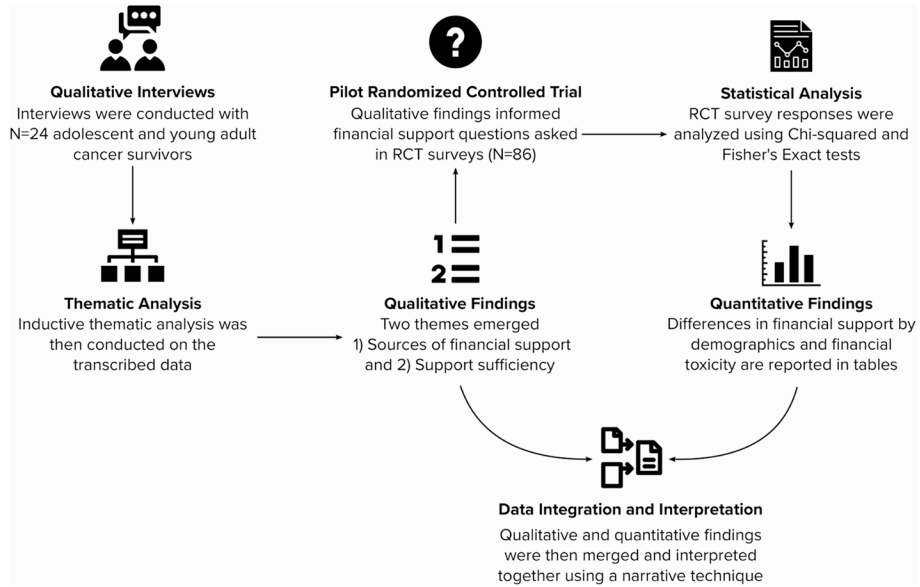 Qualitative Interviews
Interviews were conducted with
N=24 adolescent and young adult
cancer survivors
Thematic Analysis
Inductive thematic analysis was
then conducted on the
transcribed data
1
2
Qualitative Findings
Two themes emerged
1) Sources of financial support
and 2) Support sufficiency
?
Pilot Randomized Controlled Trial
Qualitative findings informed
financial support questions asked
in RCT surveys (N=86)
Statistical Analysis
RCT survey responses were
analyzed using Chi-squared and
Fisher's Exact tests
Quantitative Findings
Differences in financial support by
demographics and financial
toxicity are reported in tables
Data Integration and Interpretation
Qualitative and quantitative findings
were then merged and interpreted
together using a narrative technique